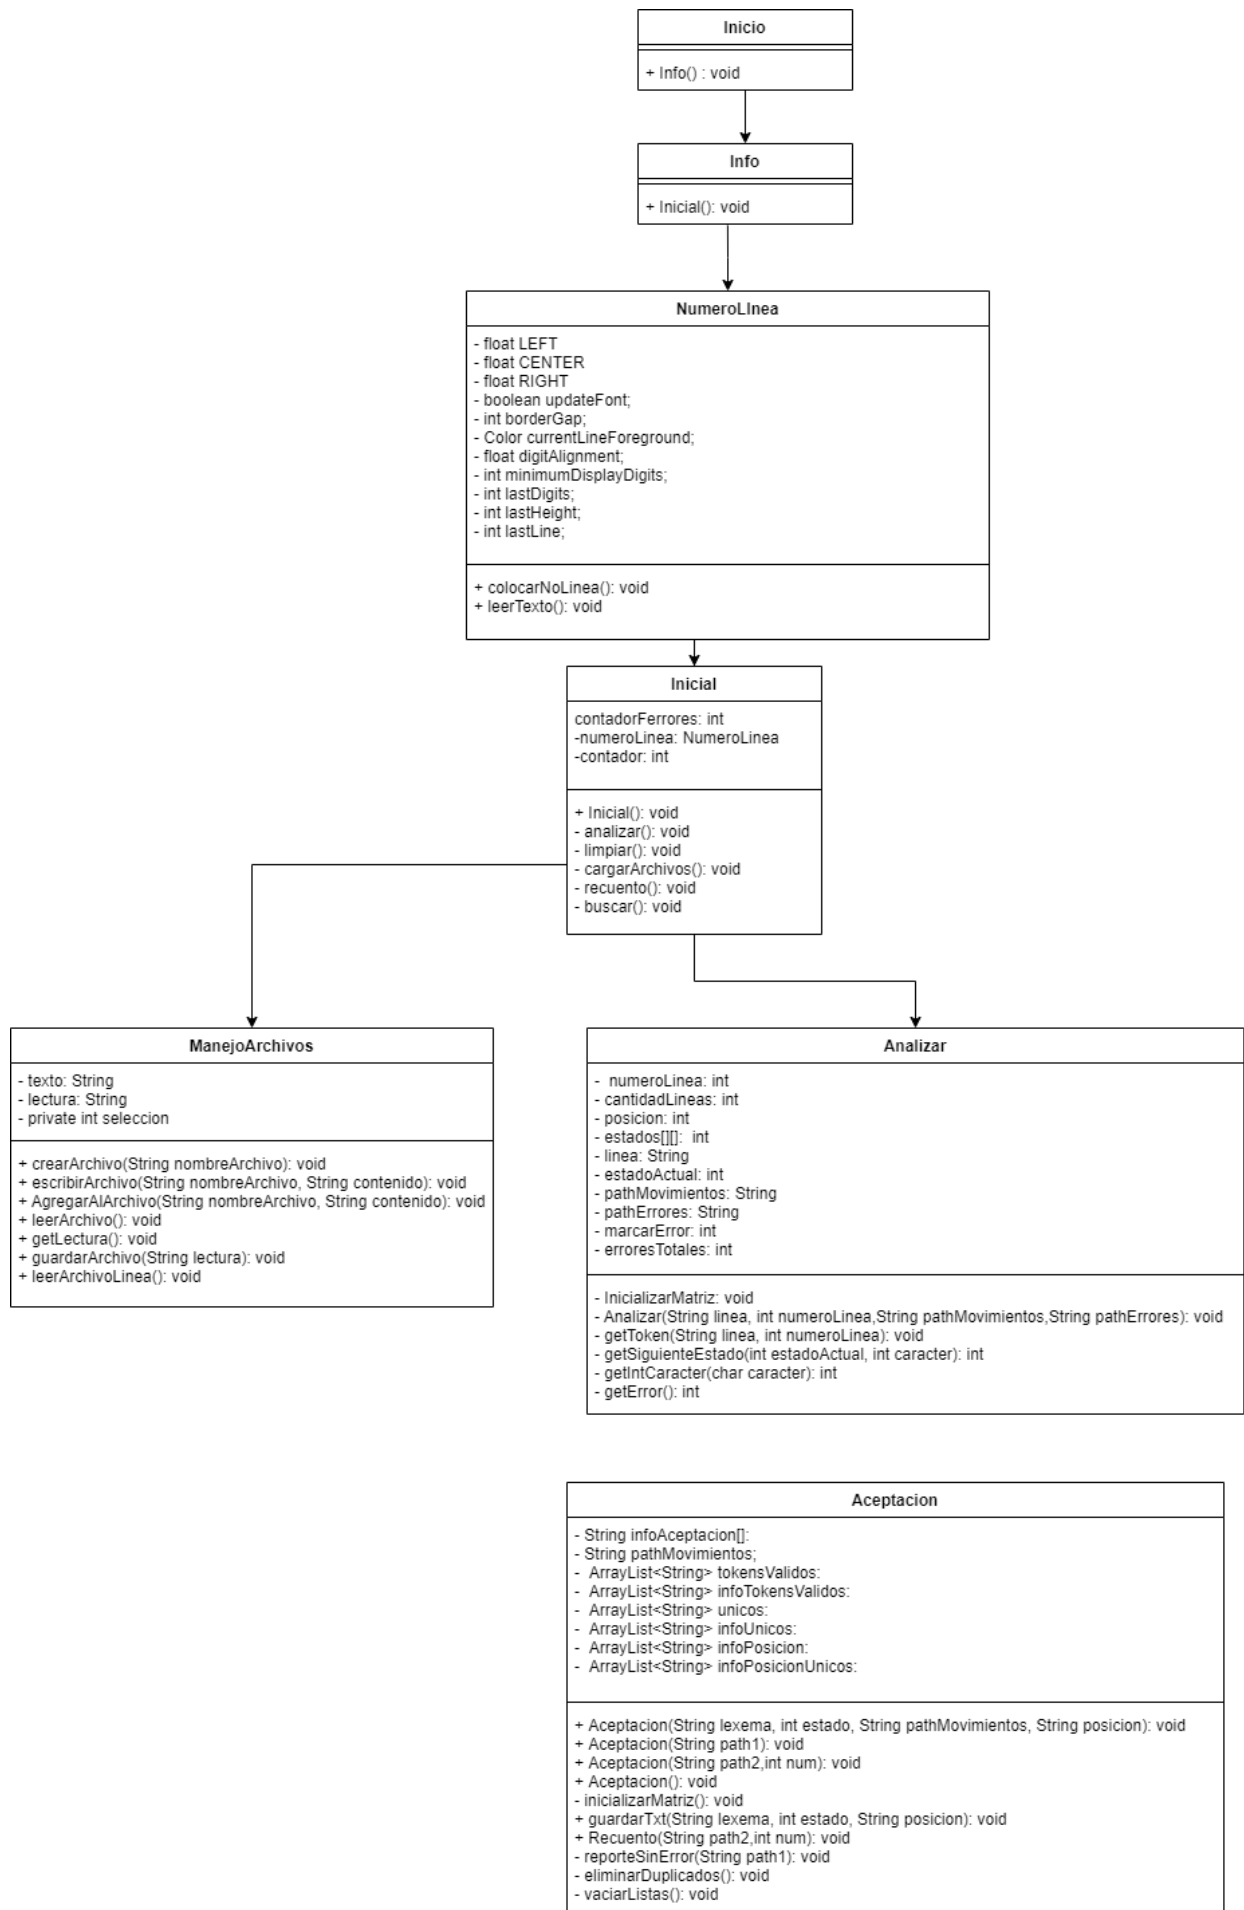 Inicio
+ Info() : void
Info
+ Inicial(): void
NumeroLInea
- float LEFT
- float CENTER
- float RIGHT
- boolean updateFont;
- int borderGap;
- Color currentLineForeground;
- float digitAlignment;
- int minimumDisplayDigits;
- int lastDigits;
- int lastHeight;
- int lastLine;
+ colocarNoLinea(): void
+ leerTexto(): void
Inicial
contadorFerrores: int
-numeroLinea: NumeroLinea
-contador: int
+ Inicial(): void
- analizar(): void
- limpiar(): void
- cargarArchivos(): void
- recuento(): void
- buscar(): void
ManejoArchivos
- texto: String
- lectura: String
- private int seleccion
+ crearArchivo(String nombreArchivo): void
+ escribirArchivo(String nombreArchivo, String contenido): void
+ AgregarAlArchivo(String nombreArchivo, String contenido): void
+ leerArchivo(): void
+ getLectura(): void
+ guardarArchivo(String lectura): void
+ leerArchivoLinea(): void
Analizar
- numeroLinea: int
- cantidadLineas: int
- posicion: int
- estados[][]: int
- linea: String
- estadoActual: int
- pathMovimientos: String
- pathErrores: String
- marcarError: int
- erroresTotales: int
- InicializarMatriz: void
- Analizar(String linea, int numeroLinea,String pathMovimientos,String pathErrores): void
- getToken(String linea, int numeroLinea): void
- getSiguienteEstado(int estadoActual, int caracter): int
- getIntCaracter(char caracter): int
- getError(): int
Aceptacion
- String infoAceptacion[]:
- String pathMovimientos;
- ArrayList<String> tokensValidos:
- ArrayList<String> infoTokensValidos:
- ArrayList<String> unicos:
- ArrayList<String> infoUnicos:
- ArrayList<String> infoPosicion:
- ArrayList<String> infoPosicionUnicos:
+ Aceptacion(String lexema, int estado, String pathMovimientos, String posicion): void
+ Aceptacion(String path1): void
+ Aceptacion(String path2,int num): void
+ Aceptacion(): void
- inicializarMatriz(): void
+ guardarTxt(String lexema, int estado, String posicion): void
+ Recuento(String path2,int num): void
- reporteSinError(String path1): void
- eliminarDuplicados(): void
- vaciarListas(): void